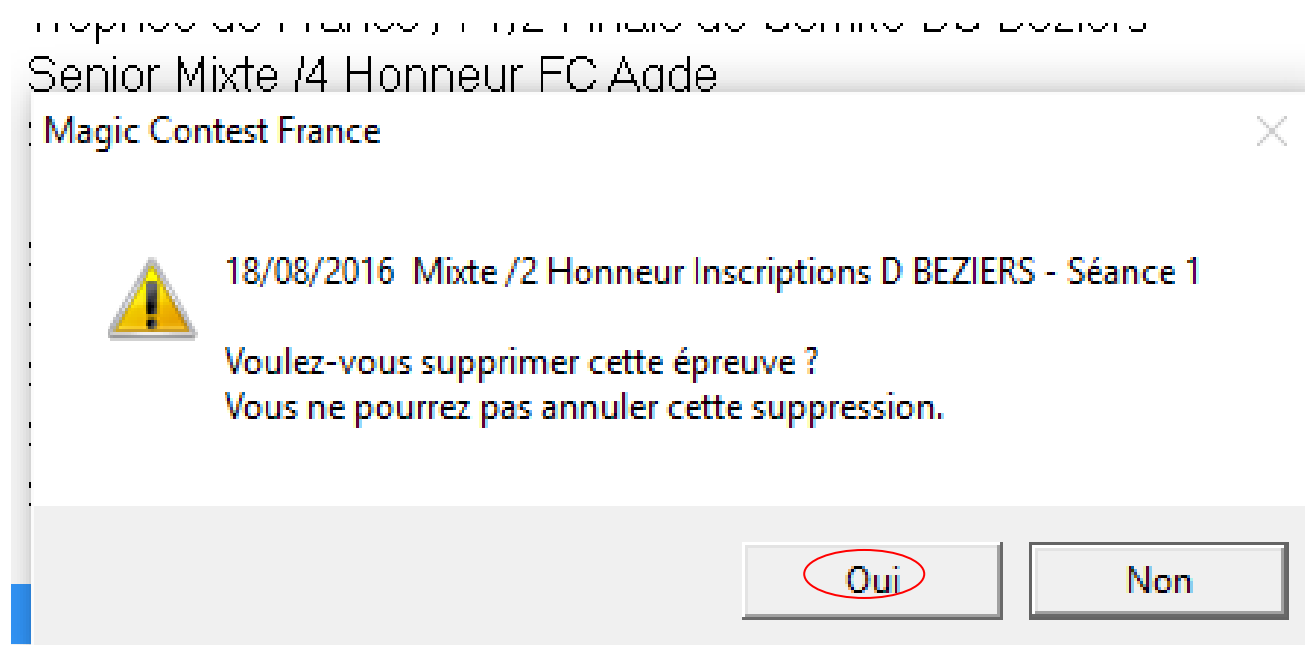 Senior Mixte /4 Honneur FC Agde
Magic Contest France
18/08/2016 Mixte /2 Honneur Inscriptions D BEZIERS - Séance 1
Voulez-vous supprimer cette épreuve ?
Vous ne pourrez pas annuler cette suppression.
Oui Non